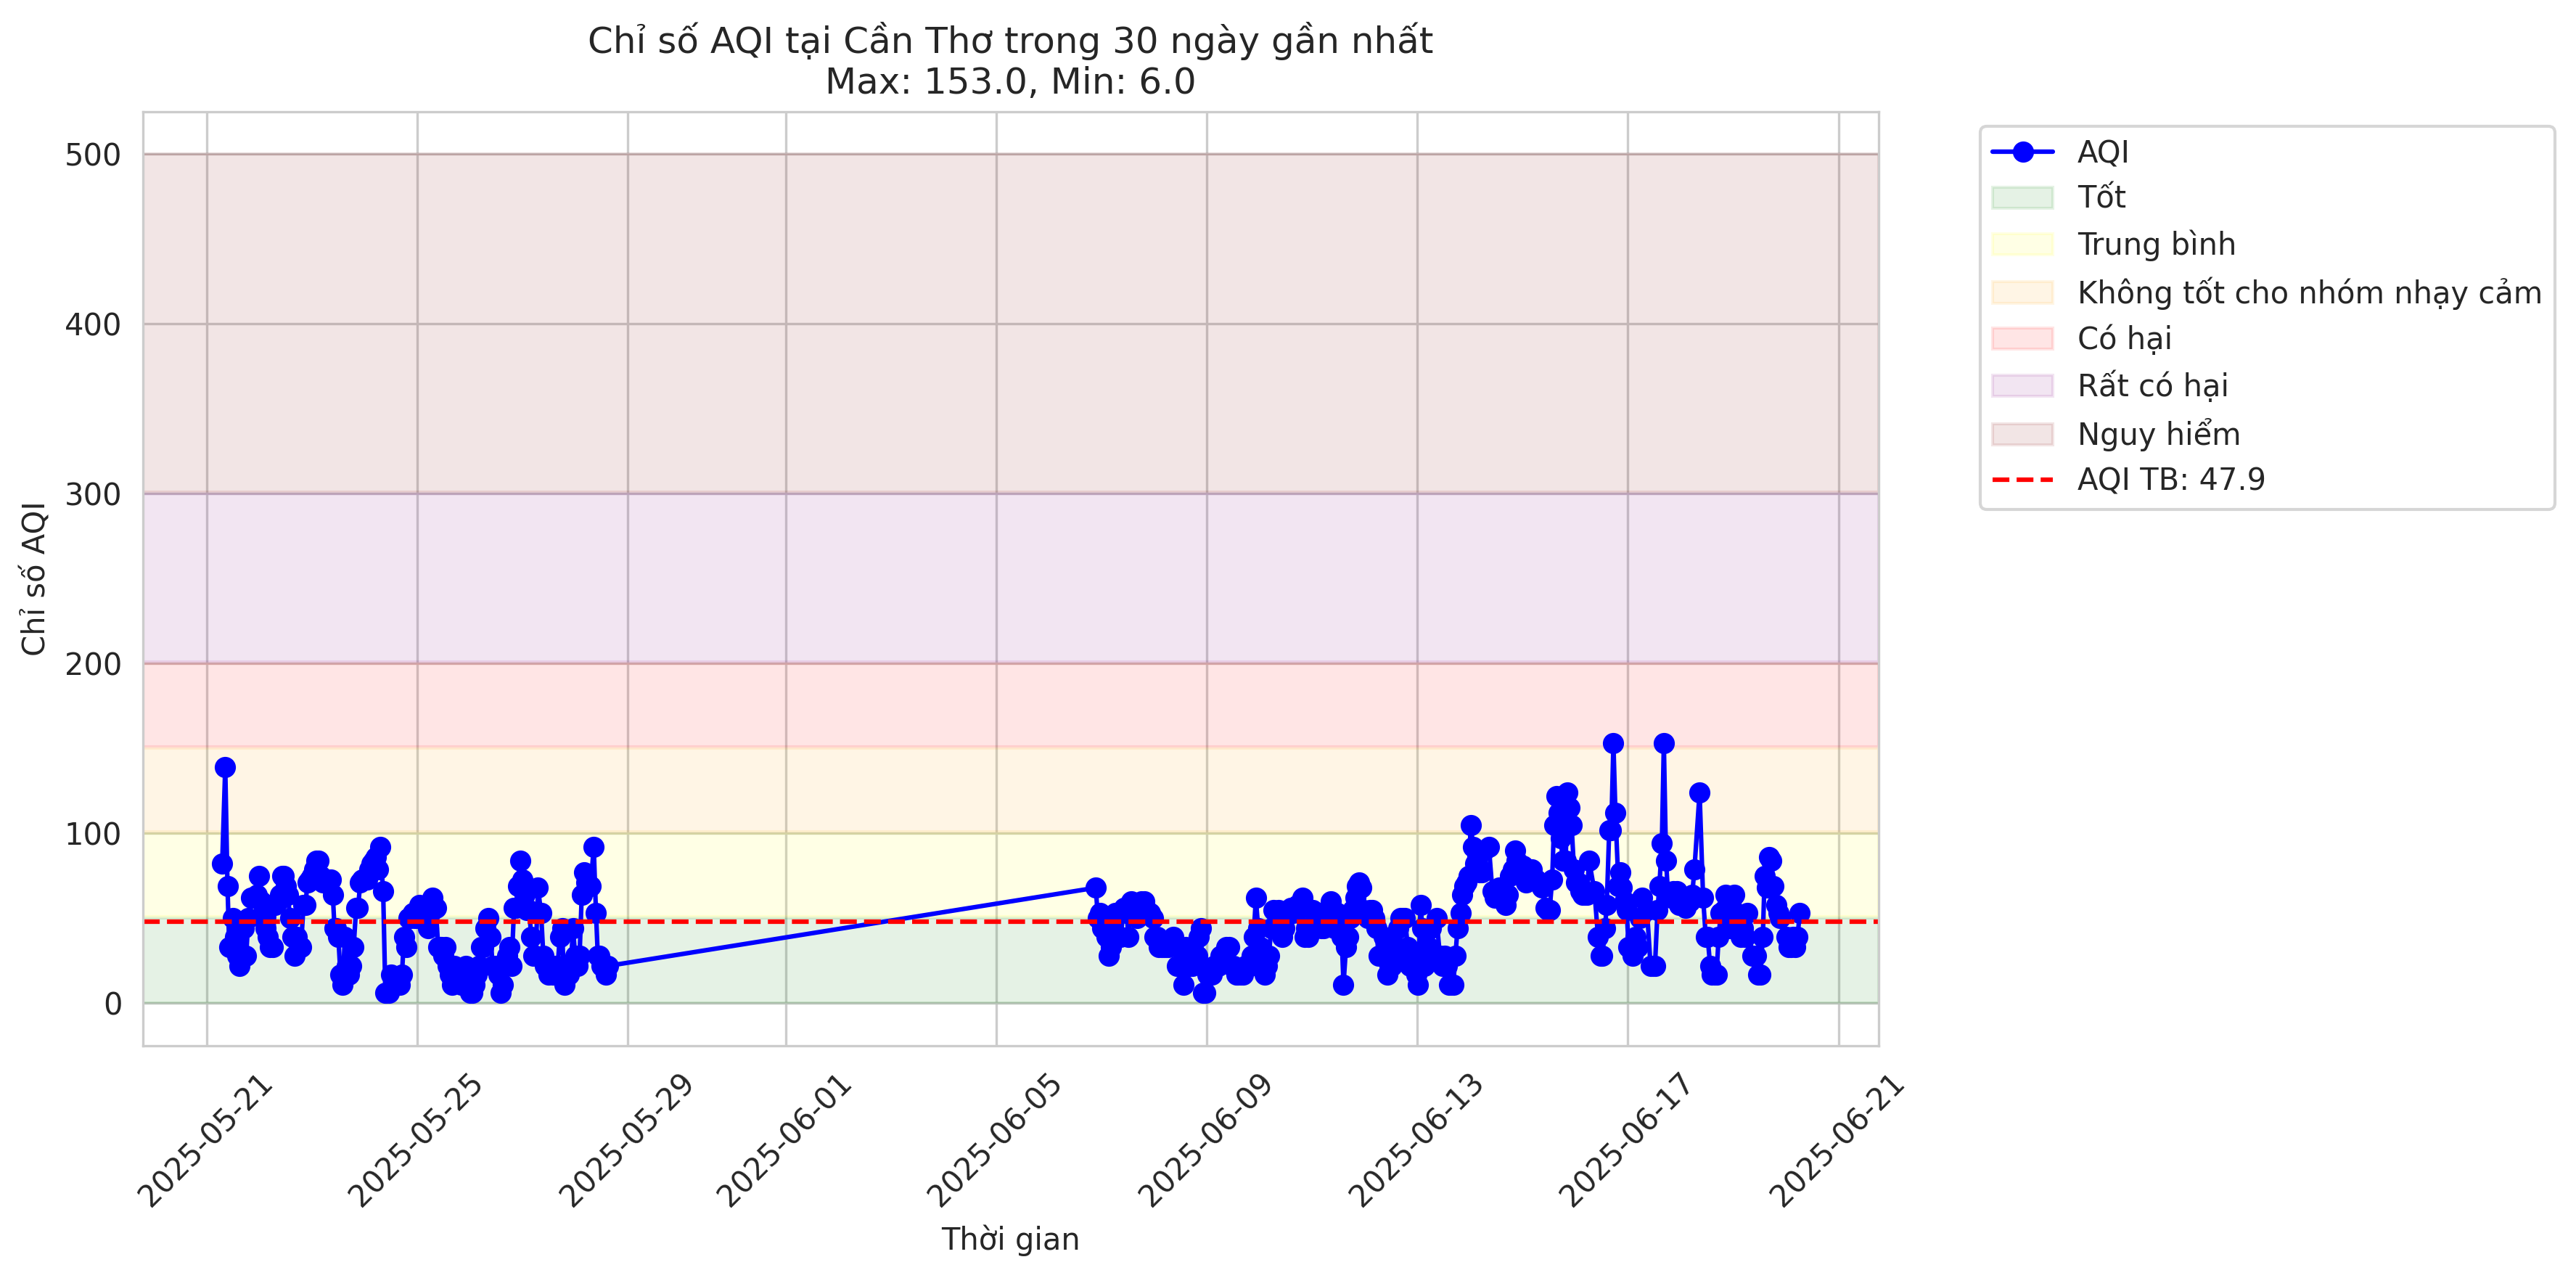 Chỉ số AQI tại Cần Thơ trong 30 ngày gần nhất
Max: 153.0, Min: 6.0
Chỉ số AQI
500
400
300
200
100
0
2025-05-21
2025-05-25
2025-05-29
2025-06-01
2025-06-05
2025-06-09
2025-06-13
2025-06-17
2025-06-21
Thời gian
AQI
Tốt
Trung bình
Không tốt cho nhóm nhạy cảm
Có hại
Rất có hại
Nguy hiểm
AQI TB: 47.9